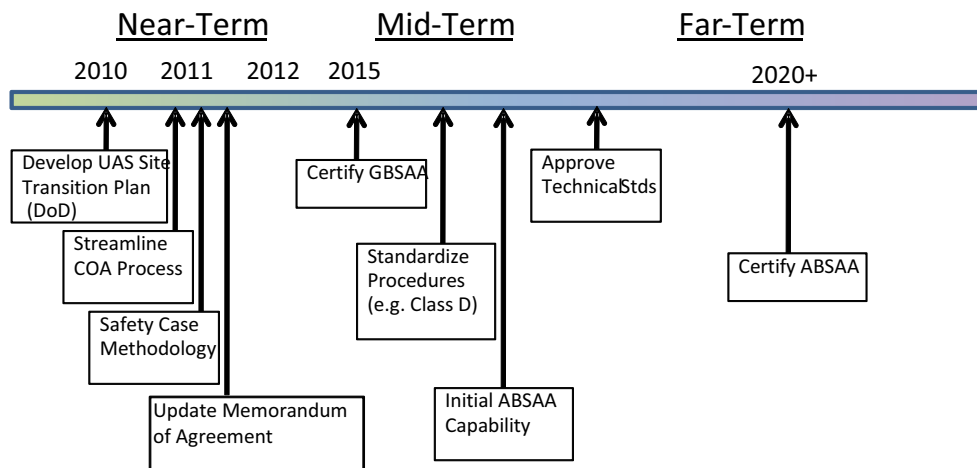 Near-Term Mid-Term Far-Term
2010 2011 2012 2015 2020+
Develop UAS Site
Transition Plan
(DoD)
Streamline
COA Process
Safety Case
Methodology
Update Memorandum
of Agreement
Certify GBSAA
Standardize
Procedures
(e.g. Class D)
Initial ABSAA
Capability
Approve
TechnicalStds
Certify ABSAA